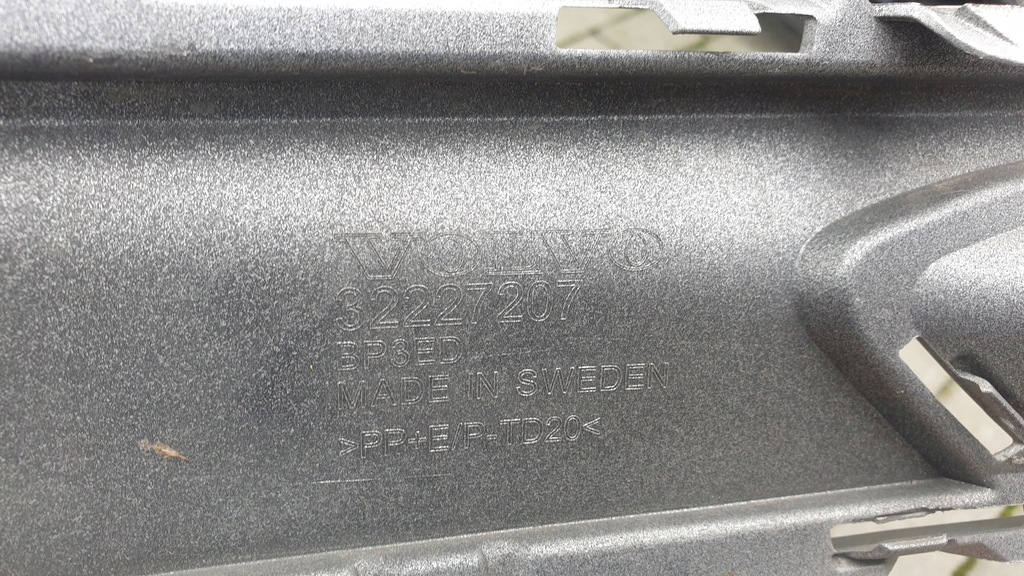 VOLVO
32227207
BP3ED
MADE IN SWEDEN
>PP+E/P-TD20<